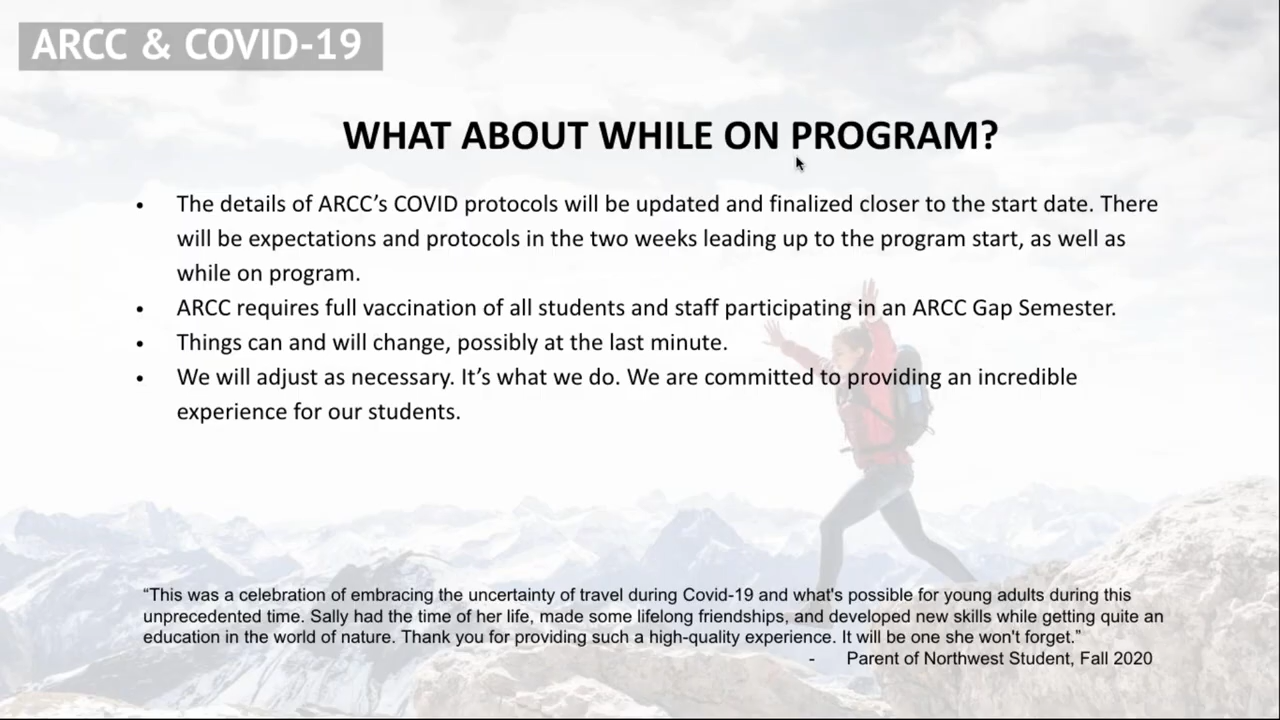 ARCC & COVID-19
WHAT ABOUT WHILE ON PROGRAM?
• The details of ARCC’s COVID protocols will be updated and finalized closer to the start date. There
will be expectations and protocols in the two weeks leading up to the program start, as well as
while on program.
• ARCC requires full vaccination of all students and staff participating in an ARCC Gap Semester.
• Things can and will change, possibly at the last minute.
• We will adjust as necessary. It’s what we do. We are committed to providing an incredible
experience for our students.
“This was a celebration of embracing the uncertainty of travel during Covid-19 and what's possible for young adults during this
unprecedented time. Sally had the time of her life, made some lifelong friendships, and developed new skills while getting quite an
education in the world of nature. Thank you for providing such a high-quality experience. It will be one she won't forget.”
- Parent of Northwest Student, Fall 2020